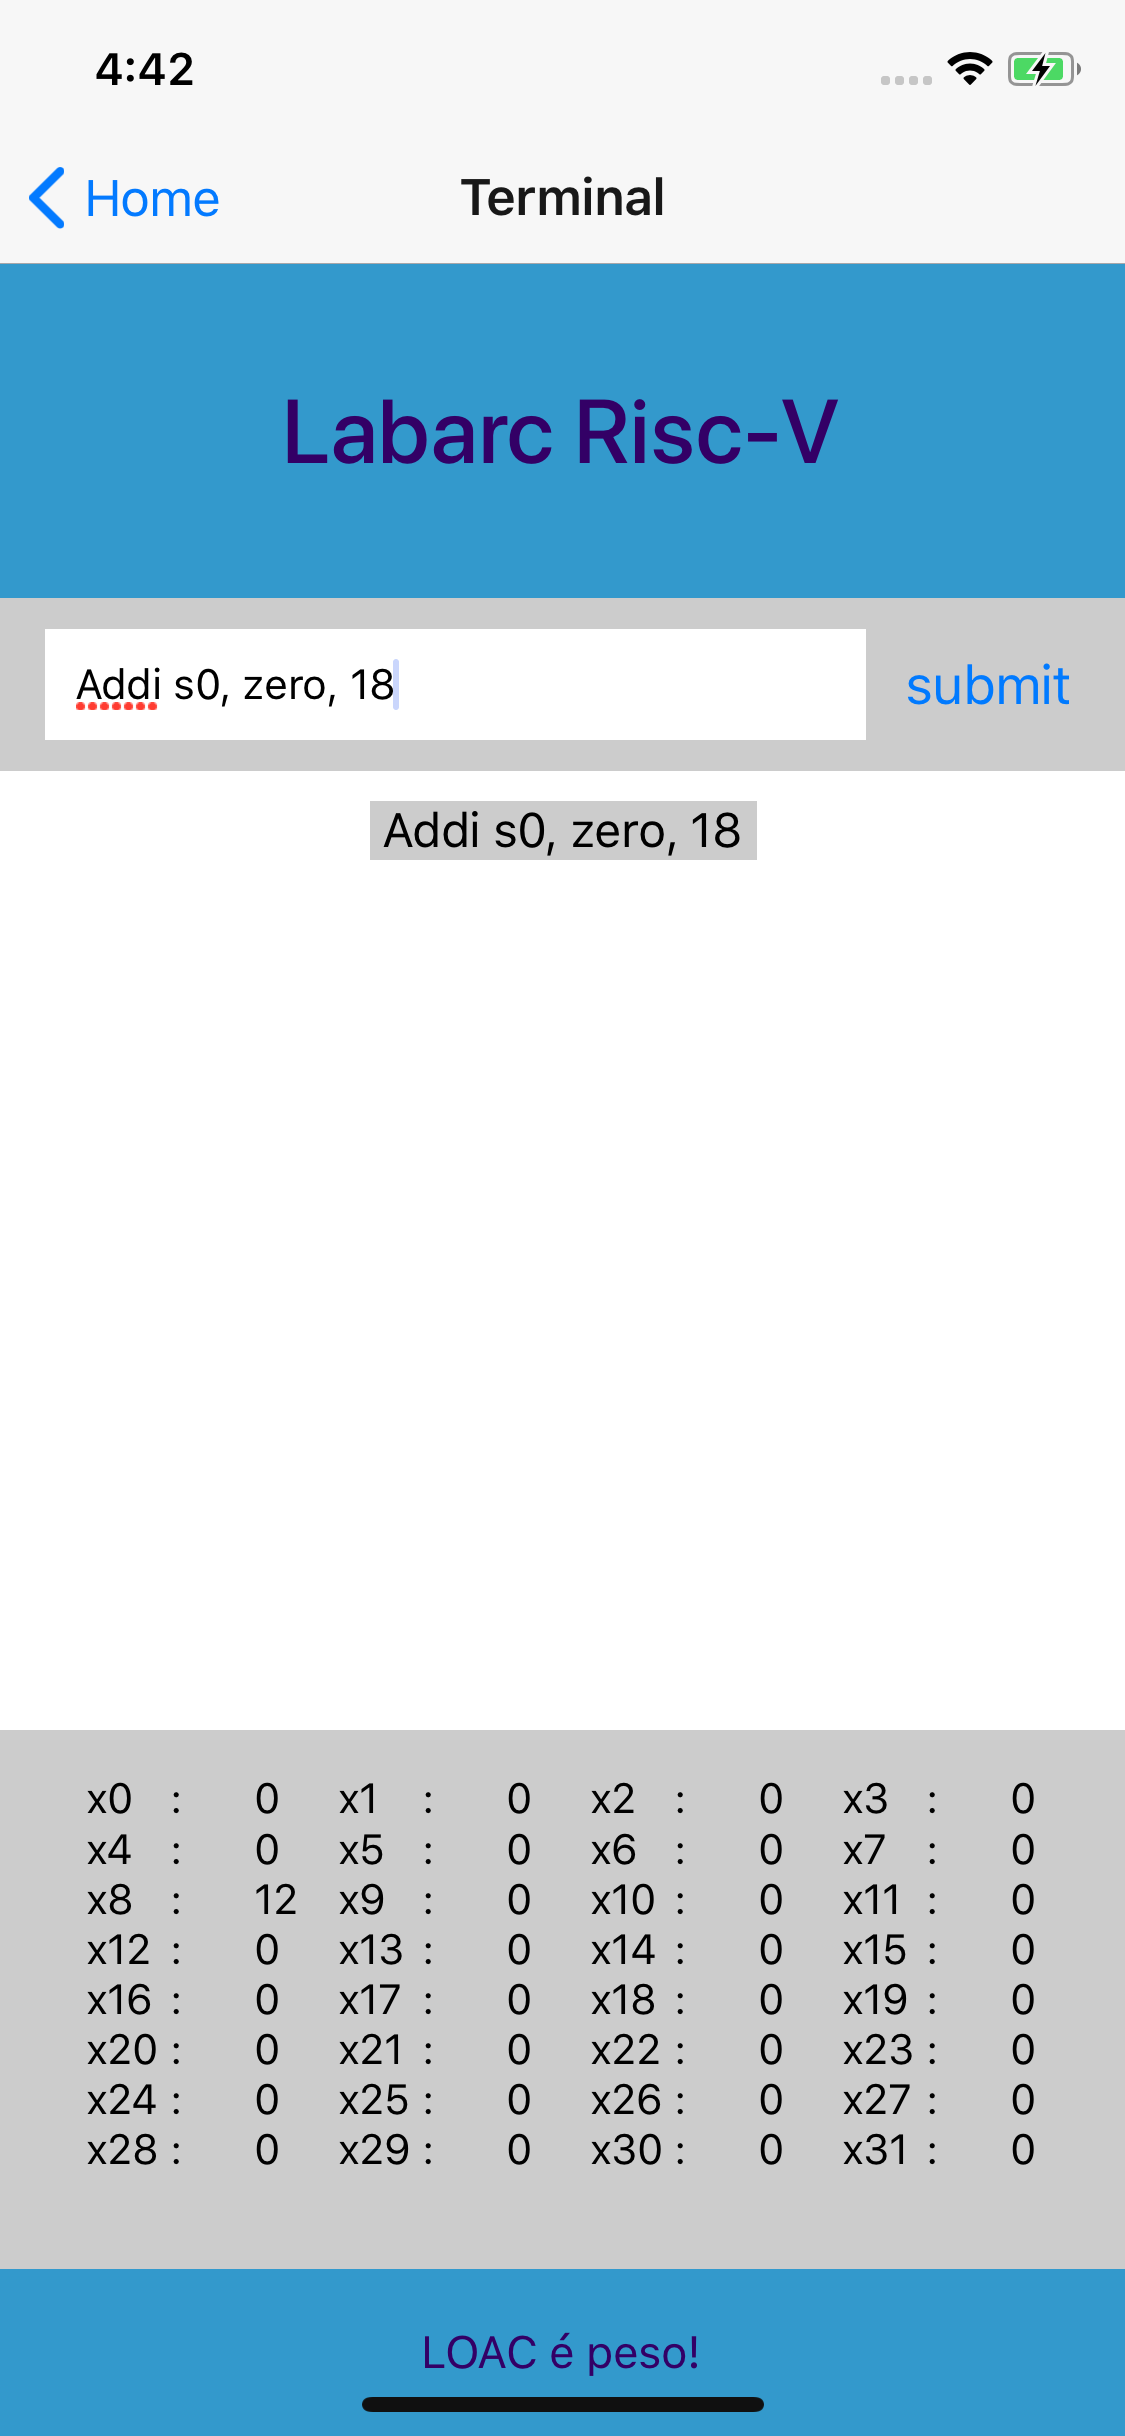 4:42
Home Terminal
Labarc Risc-V
Addi s0, zero, 18 submit
Addi s0, zero, 18
x0 : 0 x1 : 0 x2 : 0 x3 : 0
x4 : 0 x5 : 0 x6 : 0 x7 : 0
x8 : 12 x9 : 0 x10 : 0 x11 : 0
x12 : 0 x13 : 0 x14 : 0 x15 : 0
x16 : 0 x17 : 0 x18 : 0 x19 : 0
x20 : 0 x21 : 0 x22 : 0 x23 : 0
x24 : 0 x25 : 0 x26 : 0 x27 : 0
x28 : 0 x29 : 0 x30 : 0 x31 : 0
LOAC é peso!